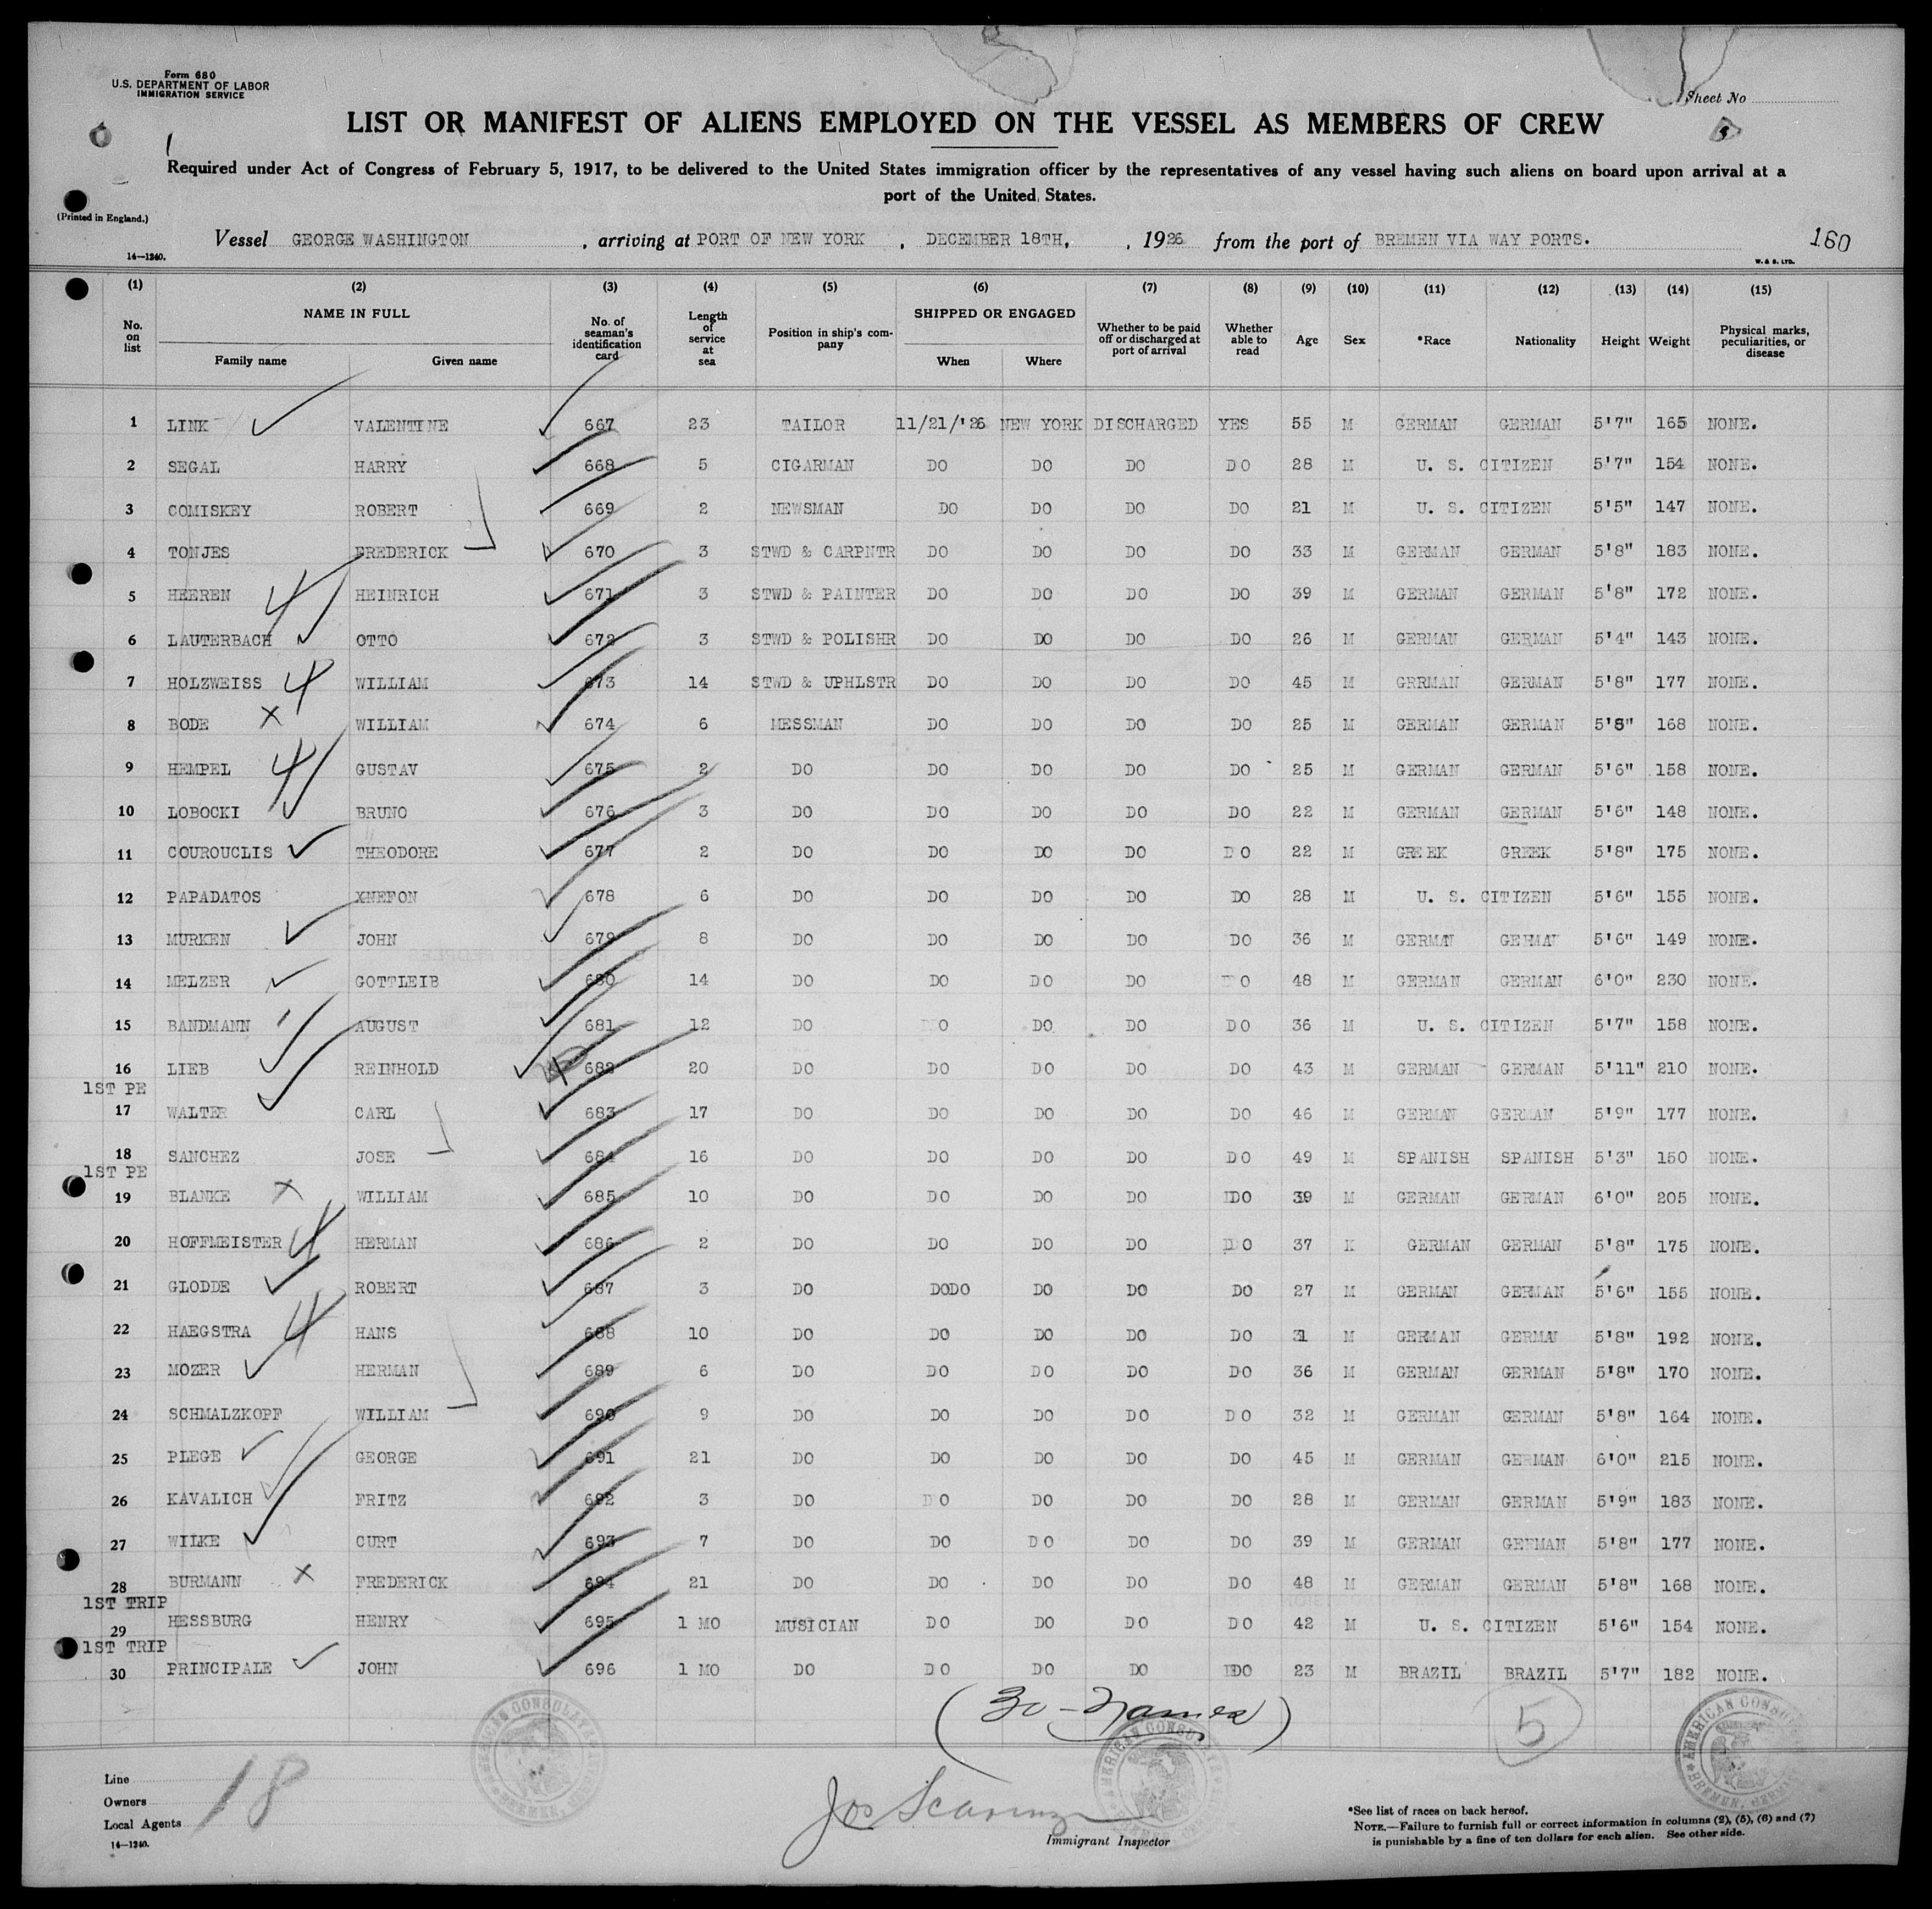 Form 680
U.S. DEPARTMENT OF LABOR
IMMIGRATION SERVICE
Sheet No
LIST OR MANIFEST OF ALIENS EMPLOYED ON THE VESSEL AS MEMBERS OF CREW
Required under Act of Congress of February 5, 1917, to be delivered to the United States immigration officer by the representatives of any vessel having such aliens on board upon arrival at a
port of the United States.
(Printed in England.)
Vessel GEORGE WASHINGTON, arriving at PORT OF NEW YORK, DECEMBER 18TH, , 1926 from the port of BREMEN VIA WAY PORTS. 160
14—1240. W. & S. LTD.
(1) (2) (3) (4) (5) (6) (7) (8) (9) (10) (11) (12) (13) (14) (15)
No. on list NAME IN FULL Family name Given name No. of seaman's identification card Length of service at sea Position in ship's company SHIPPED OR ENGAGED When Where Whether to be paid off or discharged at port of arrival Whether able to read Age Sex *Race Nationality Height Weight Physical marks, peculiarities, or disease
1 LINK VALENTINE 667 23 TAILOR 11/21/'26 NEW YORK DISCHARGED YES 55 M GERMAN GERMAN 5'7" 165 NONE.
2 SEGAL HARRY 668 5 CIGARMAN DO DO DO DO 28 M U. S. CITIZEN 5'7" 154 NONE.
3 COMISKEY ROBERT 669 2 NEWSMAN DO DO DO DO 21 M U. S. CITIZEN 5'5" 147 NONE.
4 TONJES FREDERICK 670 3 STWD & CARPNTR DO DO DO DO 33 M GERMAN GERMAN 5'8" 183 NONE.
5 HEEREN HEINRICH 671 3 STWD & PAINTER DO DO DO DO 39 M GERMAN GERMAN 5'8" 172 NONE.
6 LAUTERBACH OTTO 672 3 STWD & POLISHR DO DO DO DO 26 M GERMAN GERMAN 5'4" 143 NONE.
7 HOLZWEISS WILLIAM 673 14 STWD & UPHLSTR DO DO DO DO 45 M GRRMAN GERMAN 5'8" 177 NONE.
8 BODE WILLIAM 674 6 MESSMAN DO DO DO DO 25 M GERMAN GERMAN 5'8" 168 NONE.
9 HEMPEL GUSTAV 675 2 DO DO DO DO DO 25 M GERMAN GERMAN 5'6" 158 NONE.
10 LOBOCKI BRUNO 676 3 DO DO DO DO DO 22 M GERMAN GERMAN 5'6" 148 NONE.
11 COUROUCLIS THEODORE 677 2 DO DO DO DO DO 22 M GREEK GREEK 5'8" 175 NONE.
12 PAPADATOS XNEFON 678 6 DO DO DO DO DO 28 M U. S. CITIZEN 5'6" 155 NONE.
13 MURKEN JOHN 679 8 DO DO DO DO DO 36 M GERMAN GERMAN 5'6" 149 NONE.
14 MELZER GOTTLEIB 680 14 DO DO DO DO DO 48 M GERMAN GERMAN 6'0" 230 NONE.
15 BANDMANN AUGUST 681 12 DO DO DO DO DO 36 M U. S. CITIZEN 5'7" 158 NONE.
16 LIEB REINHOLD 682 20 DO DO DO DO DO 43 M GERMAN GERMAN 5'11" 210 NONE.
1ST PE
17 WALTER CARL 683 17 DO DO DO DO DO 46 M GERMAN GERMAN 5'9" 177 NONE.
18 SANCHEZ JOSE 684 16 DO DO DO DO DO 49 M SPANISH SPANISH 5'3" 150 NONE.
1ST PE
19 BLANKE WILLIAM 685 10 DO DO DO DO DO 39 M GERMAN GERMAN 6'0" 205 NONE.
20 HOFFMEISTER HERMAN 686 2 DO DO DO DO DO 37 K GERMAN GERMAN 5'8" 175 NONE.
21 GLODDE ROBERT 687 3 DO DODO DO DO DO 27 M GERMAN GERMAN 5'6" 155 NONE.
22 HAEGSTRA HANS 688 10 DO DO DO DO DO 31 M GERMAN GERMAN 5'8" 192 NONE.
23 MOZER HERMAN 689 6 DO DO DO DO DO 36 M GERMAN GERMAN 5'8" 170 NONE.
24 SCHMALZKOPF WILLIAM 690 9 DO DO DO DO DO 32 M GERMAN GERMAN 5'8" 164 NONE.
25 PLEGE GEORGE 691 21 DO DO DO DO DO 45 M GERMAN GERMAN 6'0" 215 NONE.
26 KAVALICH FRITZ 692 3 DO DO DO DO DO 28 M GERMAN GERMAN 5'9" 183 NONE.
27 WILKE CURT 693 7 DO DO DO DO DO 39 M GERMAN GERMAN 5'8" 177 NONE.
28 BURMANN FREDERICK 694 21 DO DO DO DO DO 48 M GERMAN GERMAN 5'8" 168 NONE.
1ST TRIP
29 HESSBURG HENRY 695 1 MO MUSICIAN DO DO DO DO 42 M U. S. CITIZEN 5'6" 154 NONE.
1ST TRIP
30 PRINCIPALE JOHN 696 1 MO DO DO DO DO DO 23 M BRAZIL BRAZIL 5'7" 182 NONE.
(30 - Names)
5
AMERICAN CONSULATE BREMEN, GERMANY
AMERICAN CONSULATE
AMERICAN CONSULATE BREMEN, GERMANY
18
Line
Owners
Local Agents
14—1240.
Immigrant Inspector
*See list of races on back hereof.
NOTE.—Failure to furnish full or correct information in columns (2), (5), (6) and (7)
is punishable by a fine of ten dollars for each alien. See other side.